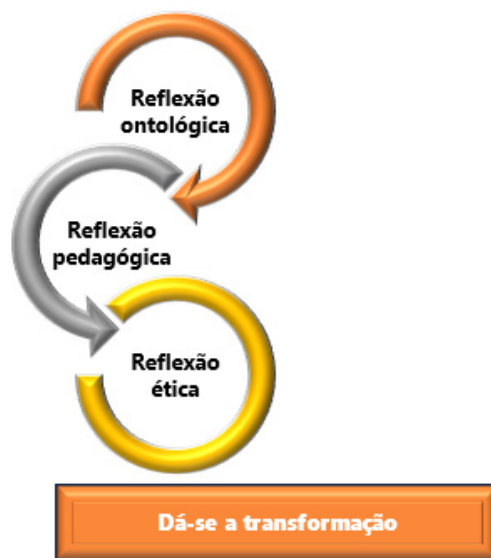 Reflexão
ontológica
Reflexão
pedagógica
Reflexão
ética
Dá-se a transformação